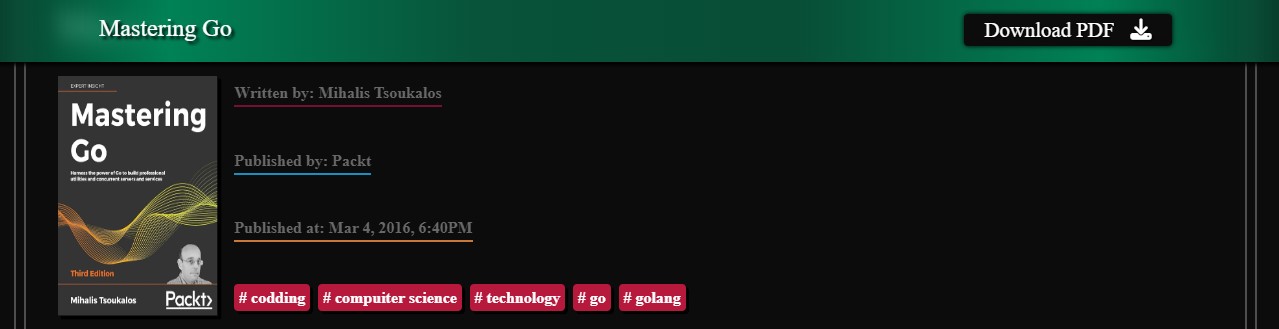 Mastering Go
Download PDF
EXPERT INSIGHT
Mastering
Go
Harness the power of Go to build professional
utilities and concurrent servers and services
Third Edition
Mihalis Tsoukalos
Packt>
Written by: Mihalis Tsoukalos
Published by: Packt
Published at: Mar 4, 2016, 6:40PM
# codding # compuiter science # technology # go # golang